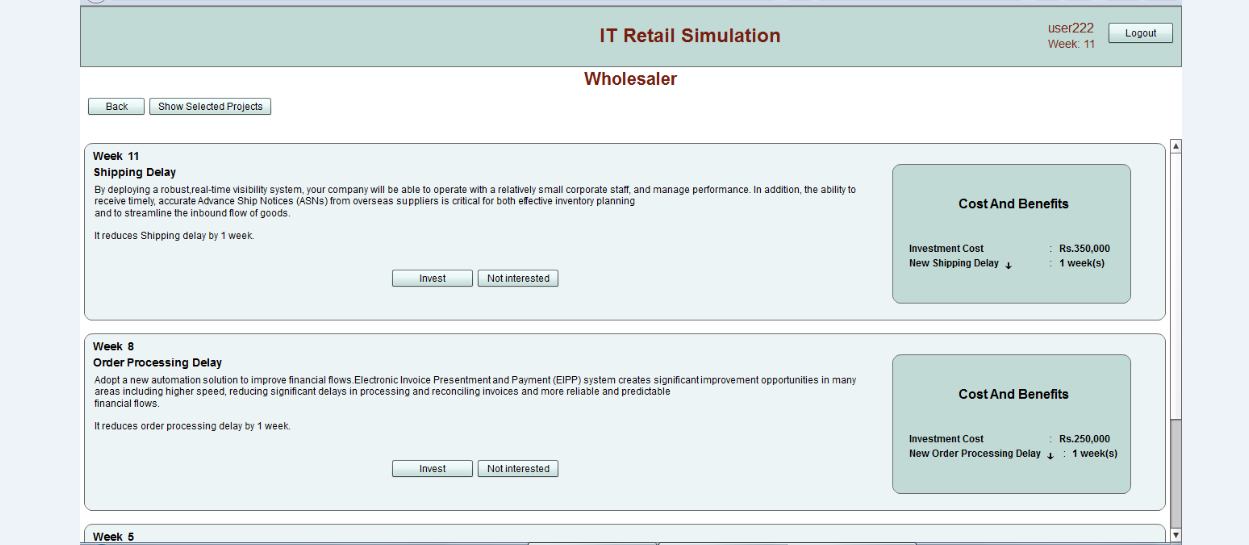 IT Retail Simulation
user222
Week: 11
Logout
Wholesaler
Back
Show Selected Projects
Week 11
Shipping Delay
By deploying a robust,real-time visibility system, your company will be able to operate with a relatively small corporate staff, and manage performance. In addition, the ability to
receive timely, accurate Advance Ship Notices (ASNs) from overseas suppliers is critical for both effective inventory planning
and to streamline the inbound flow of goods.
It reduces Shipping delay by 1 week.
Invest
Not interested
Cost And Benefits
Investment Cost : Rs.350,000
New Shipping Delay ↓ : 1 week(s)
Week 8
Order Processing Delay
Adopt a new automation solution to improve financial flows.Electronic Invoice Presentment and Payment (EIPP) system creates significant improvement opportunities in many
areas including higher speed, reducing significant delays in processing and reconciling invoices and more reliable and predictable
financial flows.
It reduces order processing delay by 1 week.
Invest
Not interested
Cost And Benefits
Investment Cost : Rs.250,000
New Order Processing Delay ↓ : 1 week(s)
Week 5